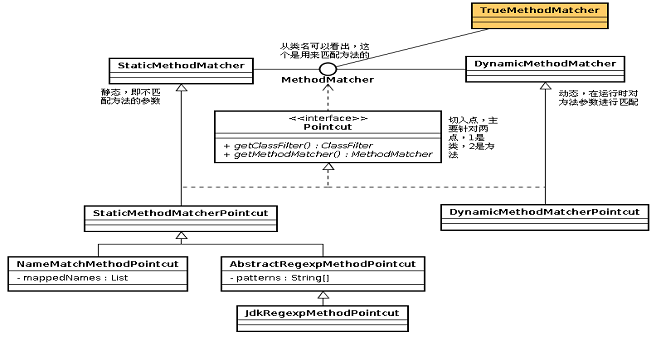 TrueMethodMatcher
从类名可以看出，这
个是用来匹配方法的
StaticMethodMatcher
MethodMatcher
DynamicMethodMatcher
静态，即不匹
配方法的参数
动态，在运行时对
方法参数进行匹配
<<interface>>
Pointcut
+ getClassFilter() : ClassFilter
+ getMethodMatcher() : MethodMatcher
切入点，主
要针对两
点，1是
类，2是方
法
StaticMethodMatcherPointcut
DynamicMethodMatcherPointcut
NameMatchMethodPointcut
- mappedNames : List
AbstractRegexpMethodPointcut
- patterns : String[]
JdkRegexpMethodPointcut